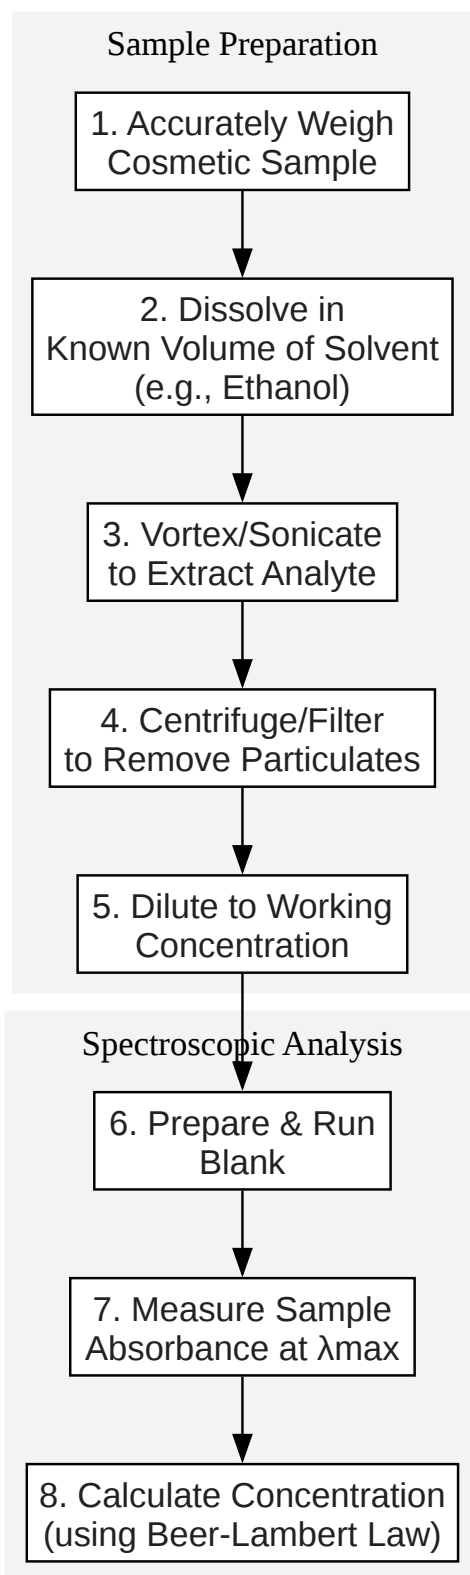 Sample Preparation
1. Accurately Weigh
Cosmetic Sample
2. Dissolve in
Known Volume of Solvent
(e.g., Ethanol)
3. Vortex/Sonicate
to Extract Analyte
4. Centrifuge/Filter
to Remove Particulates
5. Dilute to Working
Concentration
Spectroscopic Analysis
6. Prepare & Run
Blank
7. Measure Sample
Absorbance at λmax
8. Calculate Concentration
(using Beer-Lambert Law)